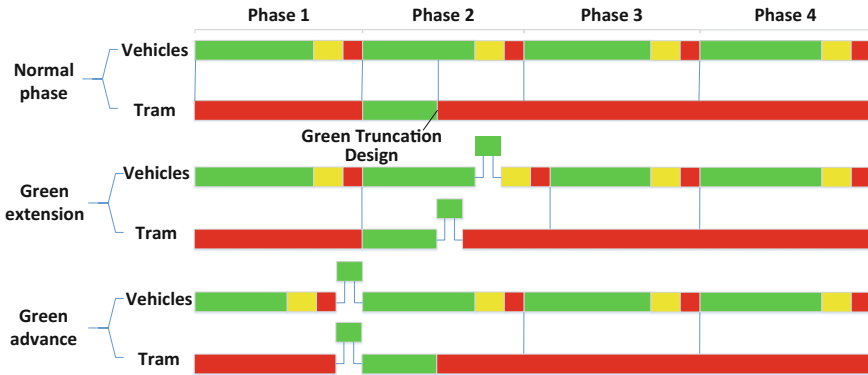 Phase 1 Phase 2 Phase 3 Phase 4
Vehicles
Normal
phase
Tram
Green Truncation
Design
Vehicles
Green
extension
Tram
Vehicles
Green
advance
Tram